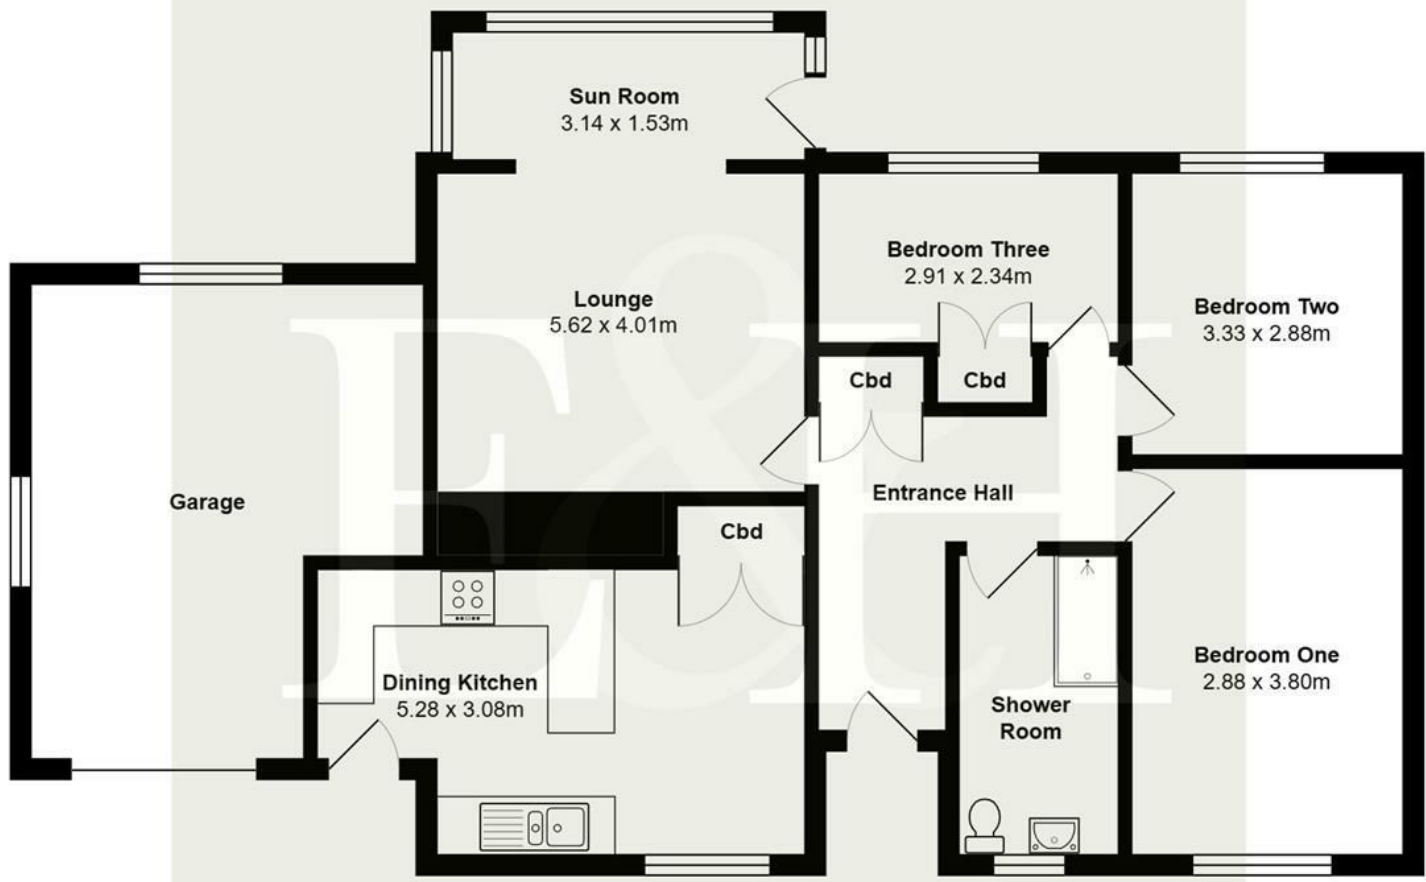 Sun Room
3.14 x 1.53m
Bedroom Three
2.91 x 2.34m
Lounge
5.62 x 4.01m
Bedroom Two
3.33 x 2.88m
Cbd
Cbd
Garage
Entrance Hall
Cbd
Dining Kitchen
5.28 x 3.08m
Shower
Room
Bedroom One
2.88 x 3.80m
E&H